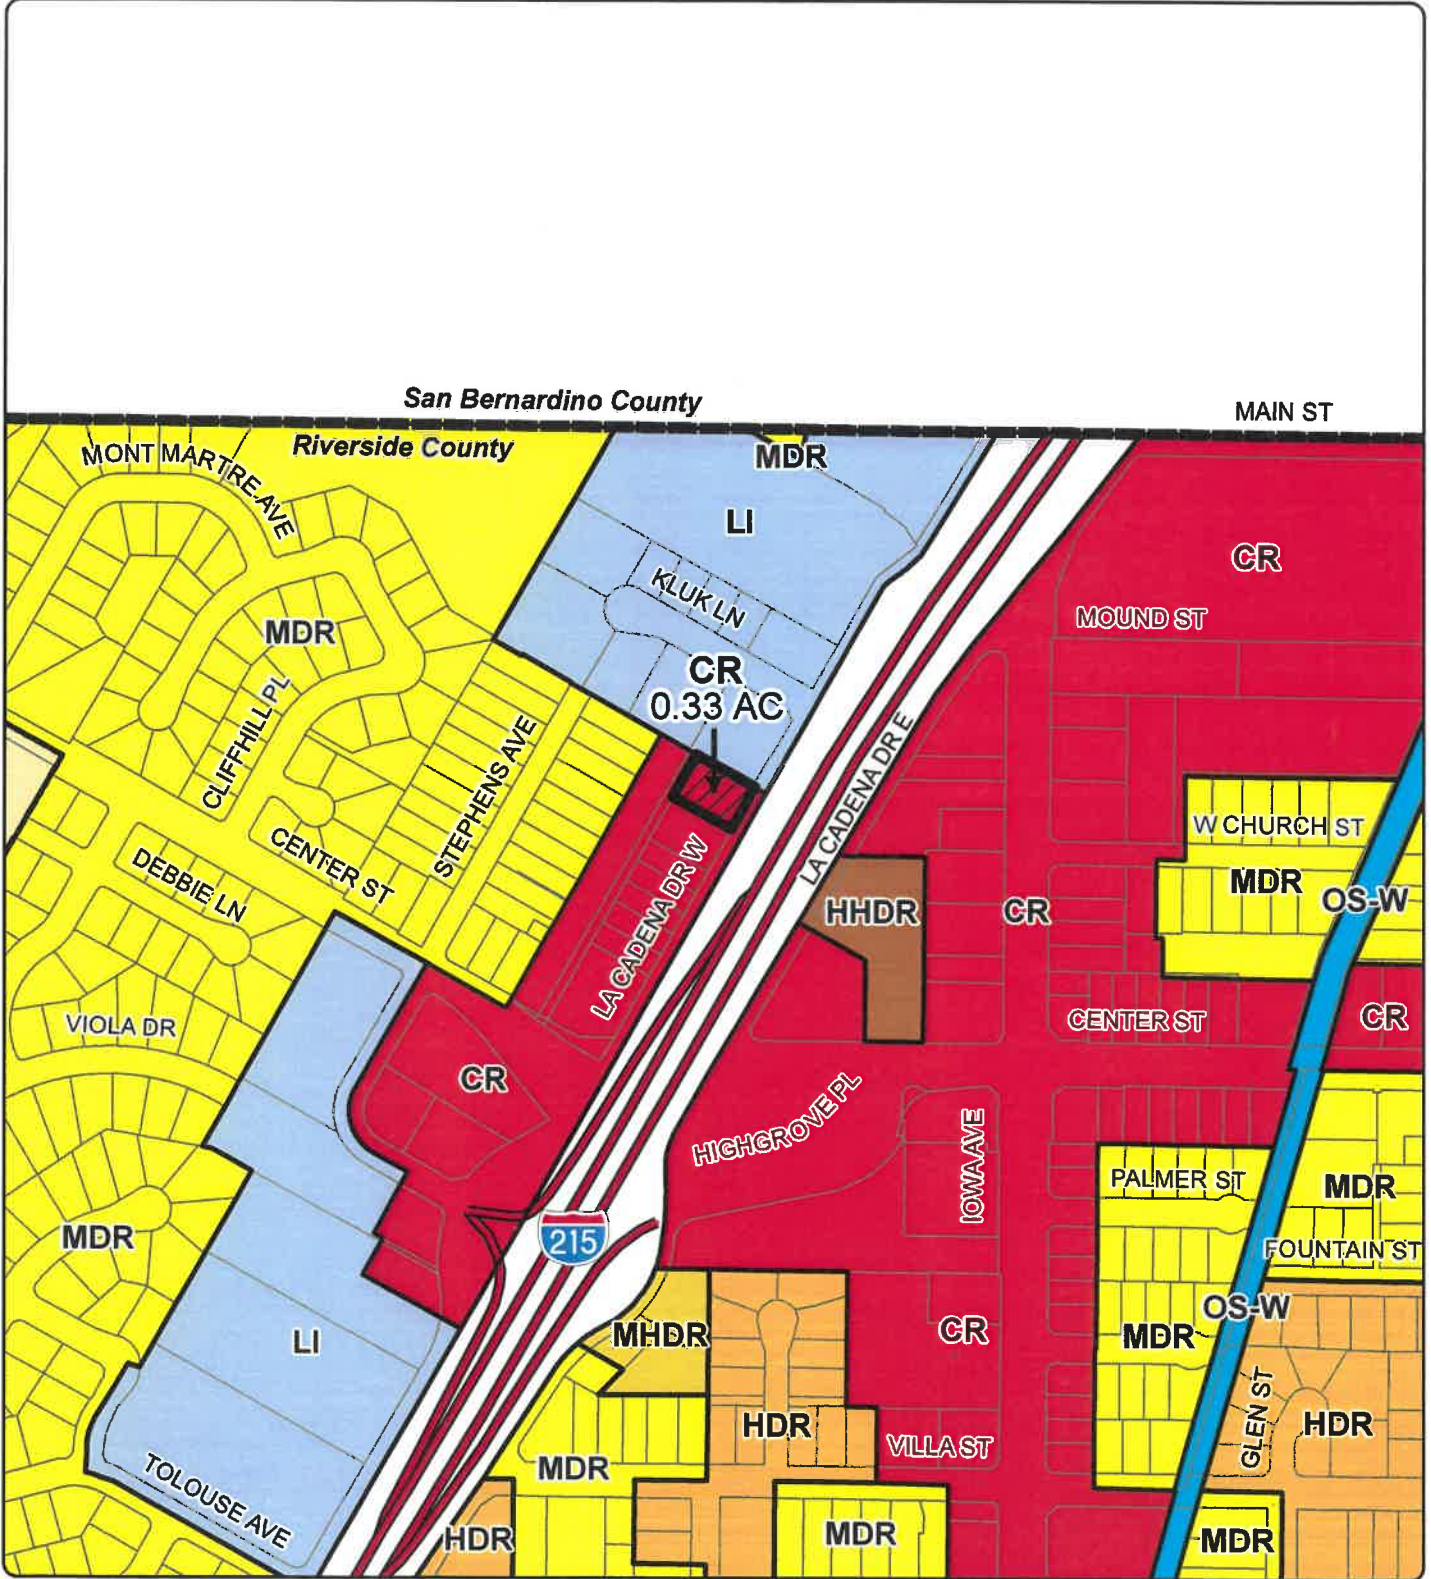 San Bernardino County
MAIN ST
Riverside County
MONT MARTRE AVE
MDR
LI
CR
KLUK LN
MOUND ST
MDR
CR
0.33 AC
CLIFFHILL PL
STEPHENS AVE
LA CADENA DR E
W CHURCH ST
CENTER ST
DEBBIE LN
LA CADENA DR W
MDR
OS-W
HHDR
CR
VIOLA DR
CENTER ST
CR
CR
HIGHGROVE PL
IOWA AVE
PALMER ST
MDR
MDR
215
FOUNTAIN ST
OS-W
LI
MHDR
CR
MDR
GLEN ST
HDR
HDR
VILLA ST
MDR
TOLOUSE AVE
HDR
MDR
MDR